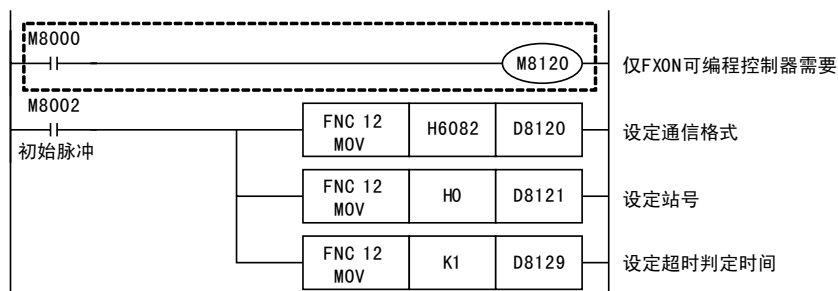 M8000
M8120
仅FX0N可编程控制器需要
M8002
初始脉冲
FNC 12
MOV
H6082
D8120
设定通信格式
FNC 12
MOV
H0
D8121
设定站号
FNC 12
MOV
K1
D8129
设定超时判定时间